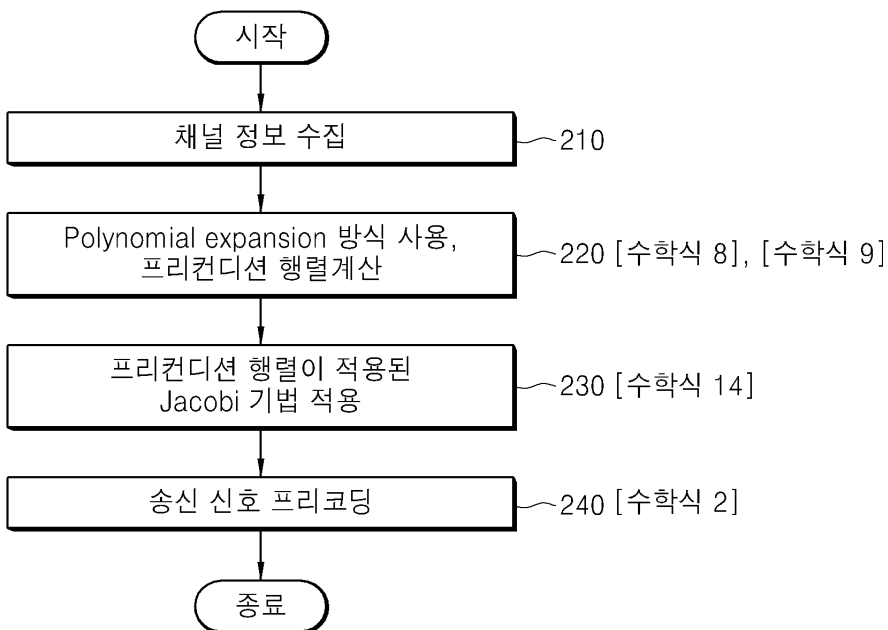 시작
채널 정보 수집
210
Polynomial expansion 방식 사용,
프리컨디션 행렬계산
220 [수학식 8], [수학식 9]
프리컨디션 행렬이 적용된
Jacobi 기법 적용
230 [수학식 14]
송신 신호 프리코딩
240 [수학식 2]
종료